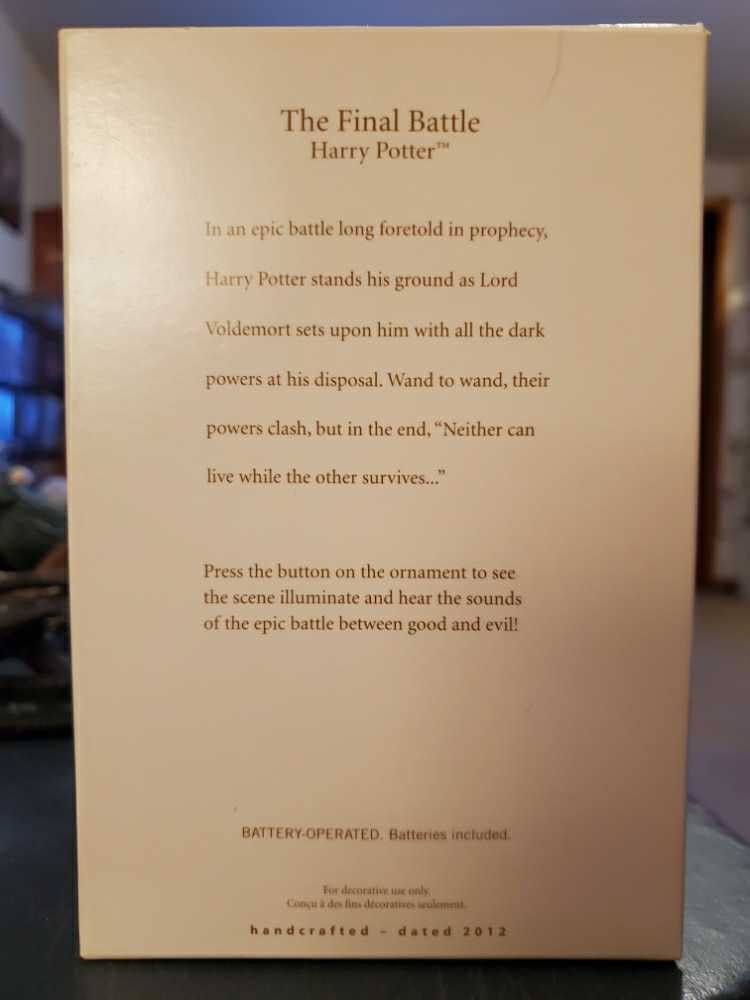 The Final Battle
Harry Potter™
In an epic battle long foretold in prophecy,
Harry Potter stands his ground as Lord
Voldemort sets upon him with all the dark
powers at his disposal. Wand to wand, their
powers clash, but in the end, “Neither can
live while the other survives...”
Press the button on the ornament to see
the scene illuminate and hear the sounds
of the epic battle between good and evil!
BATTERY-OPERATED. Batteries included.
For decorative use only.
Conçu à des fins décoratives seulement.
handcrafted – dated 2012